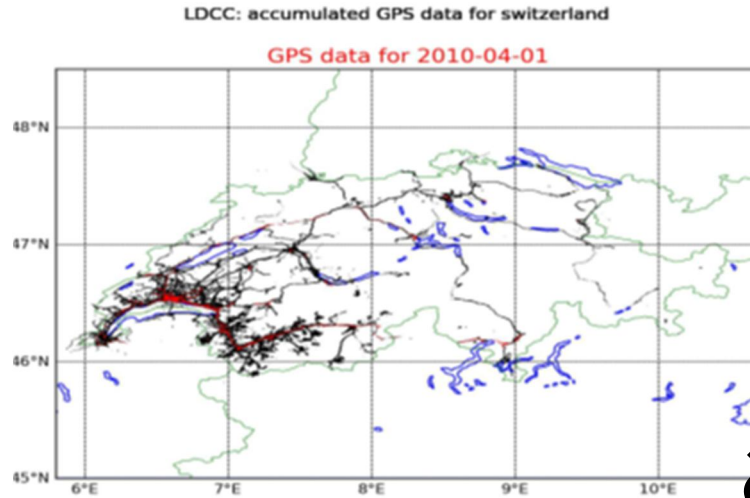 LDCC: accumulated GPS data for switzerland
GPS data for 2010-04-01
48°N
47°N
46°N
45°N
6°E
7°E
8°E
9°E
10°E